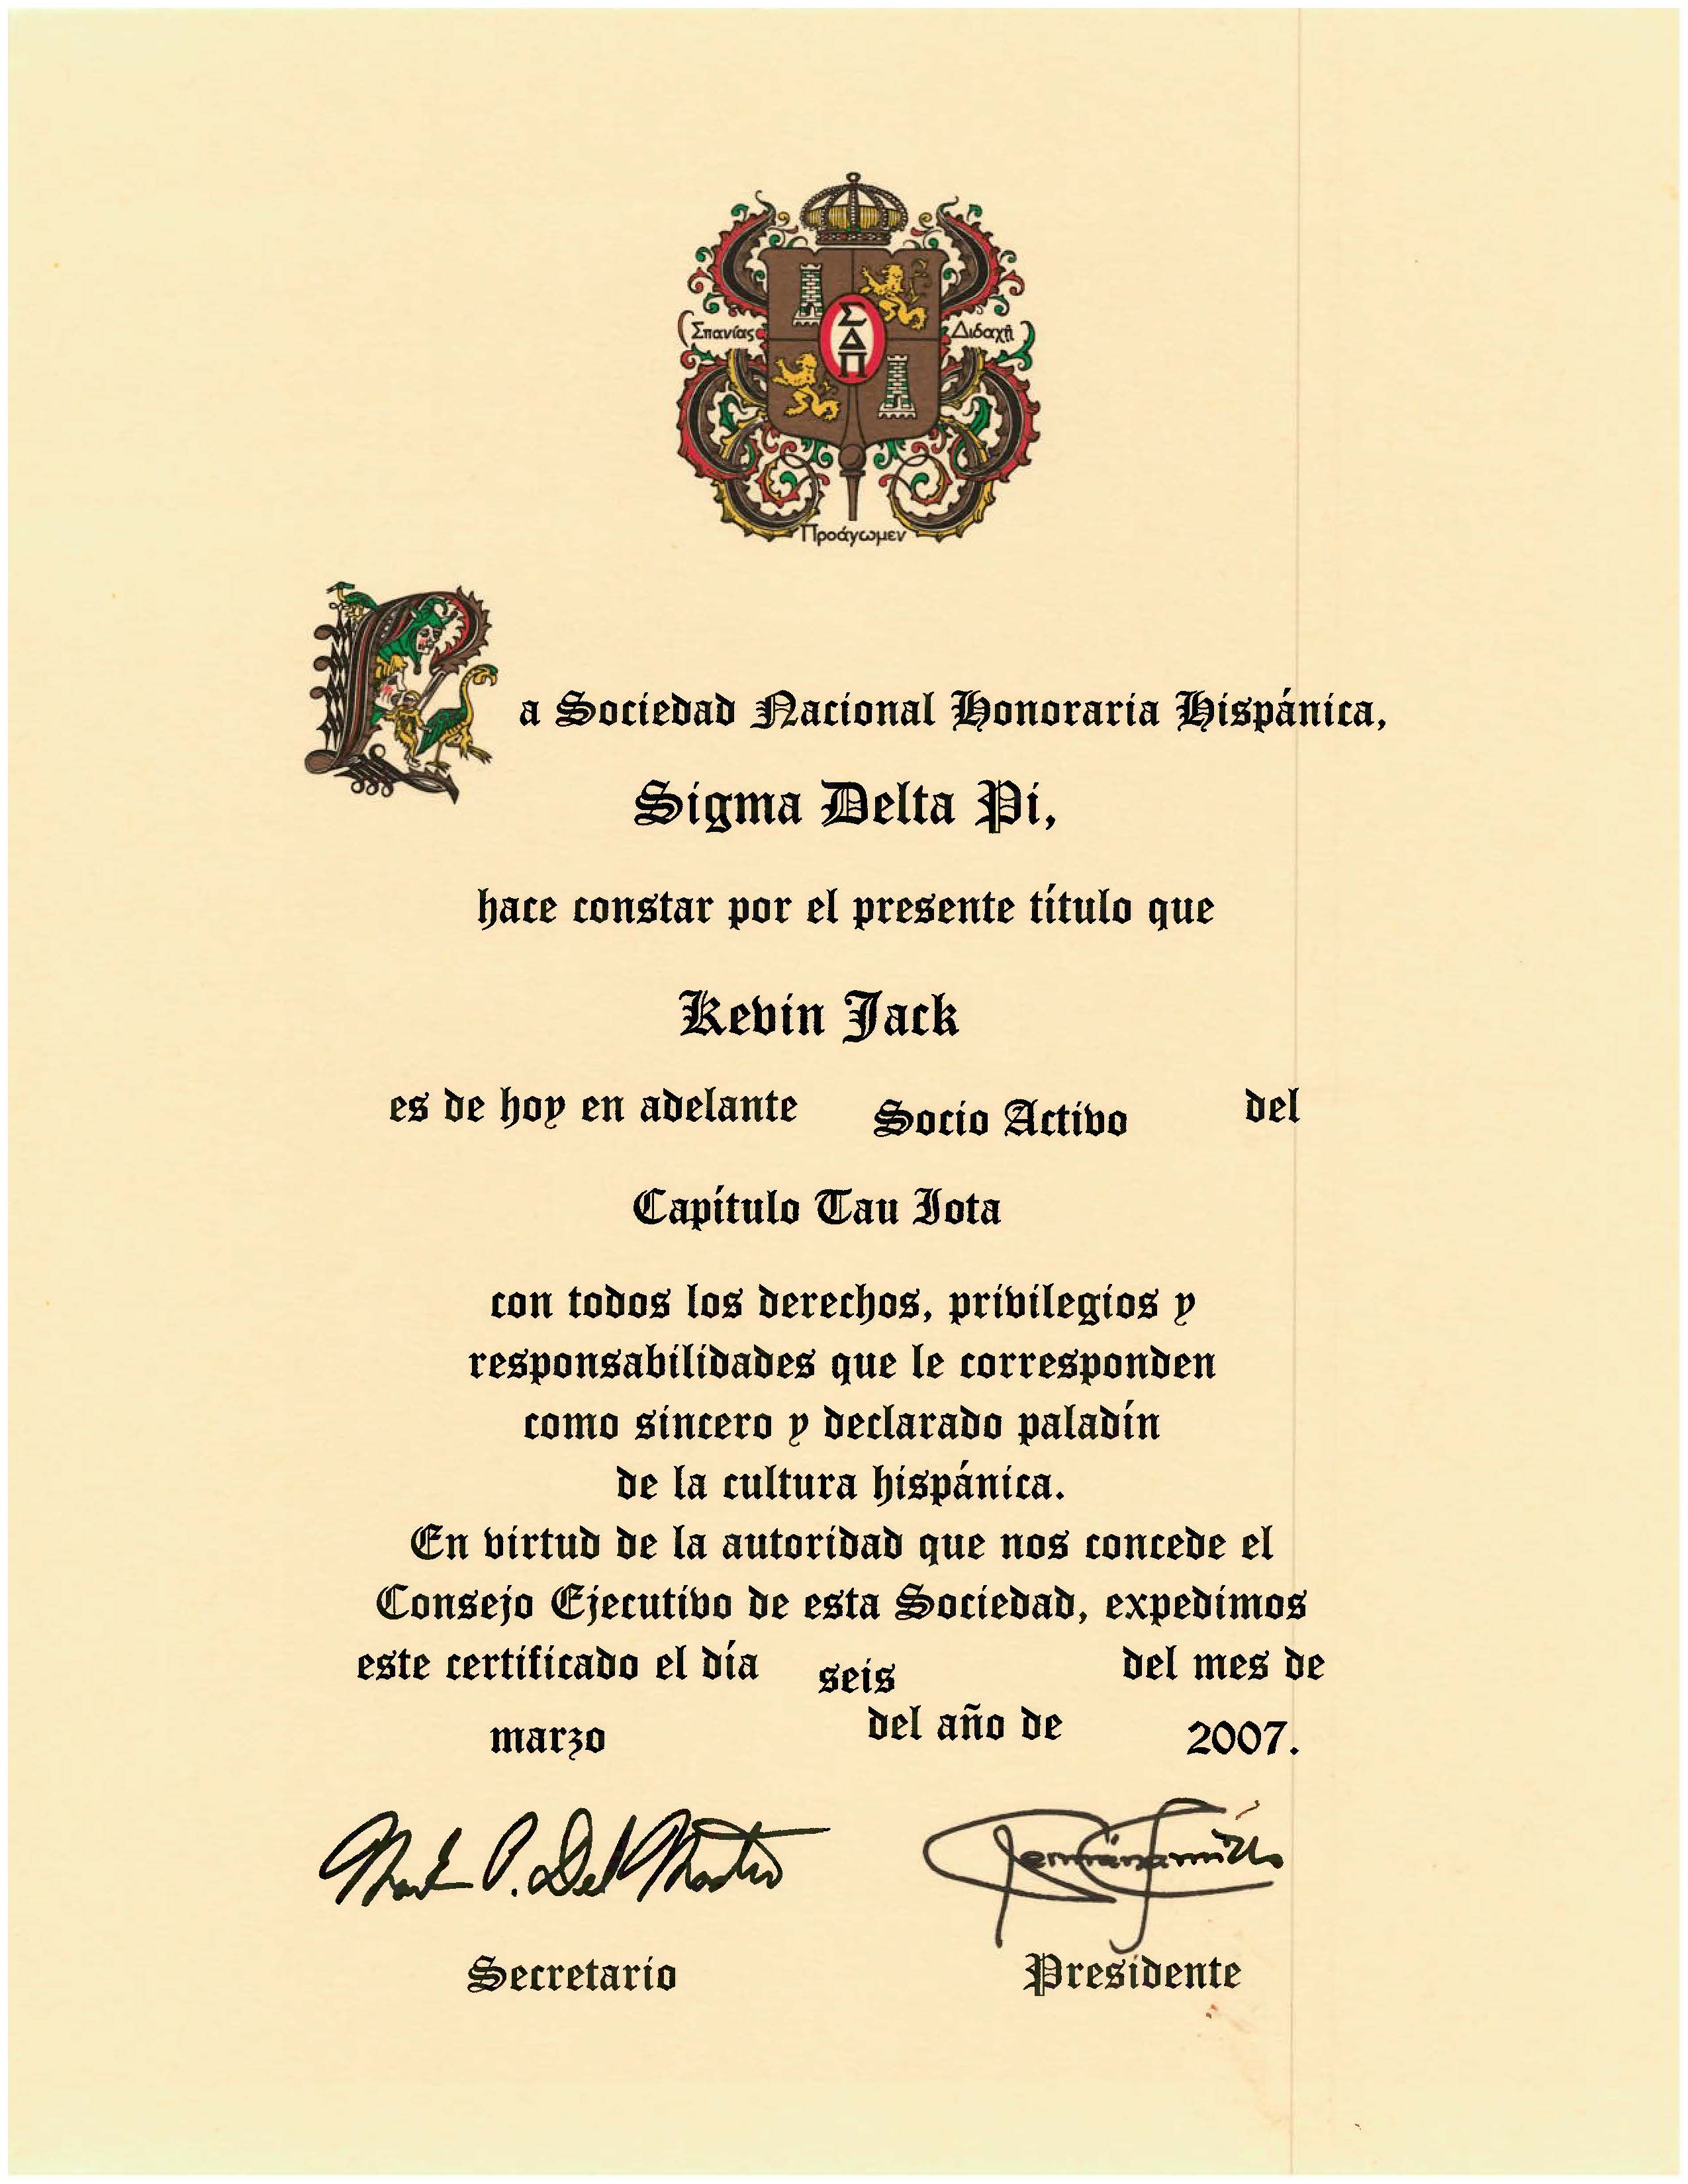 Σπανίας Διδαχῆ
Σ
Δ
Π
Προάγωμεν
La Sociedad Nacional Honoraria Hispánica,
Sigma Delta Pi,
hace constar por el presente título que
Kevin Jack
es de hoy en adelante Socio Activo del
Capítulo Tau Iota
con todos los derechos, privilegios y
responsabilidades que le corresponden
como sincero y declarado paladín
de la cultura hispánica.
En virtud de la autoridad que nos concede el
Consejo Ejecutivo de esta Sociedad, expedimos
este certificado el día seis del mes de
marzo del año de 2007.
Mark P. Del Mastro
Secretario Presidente